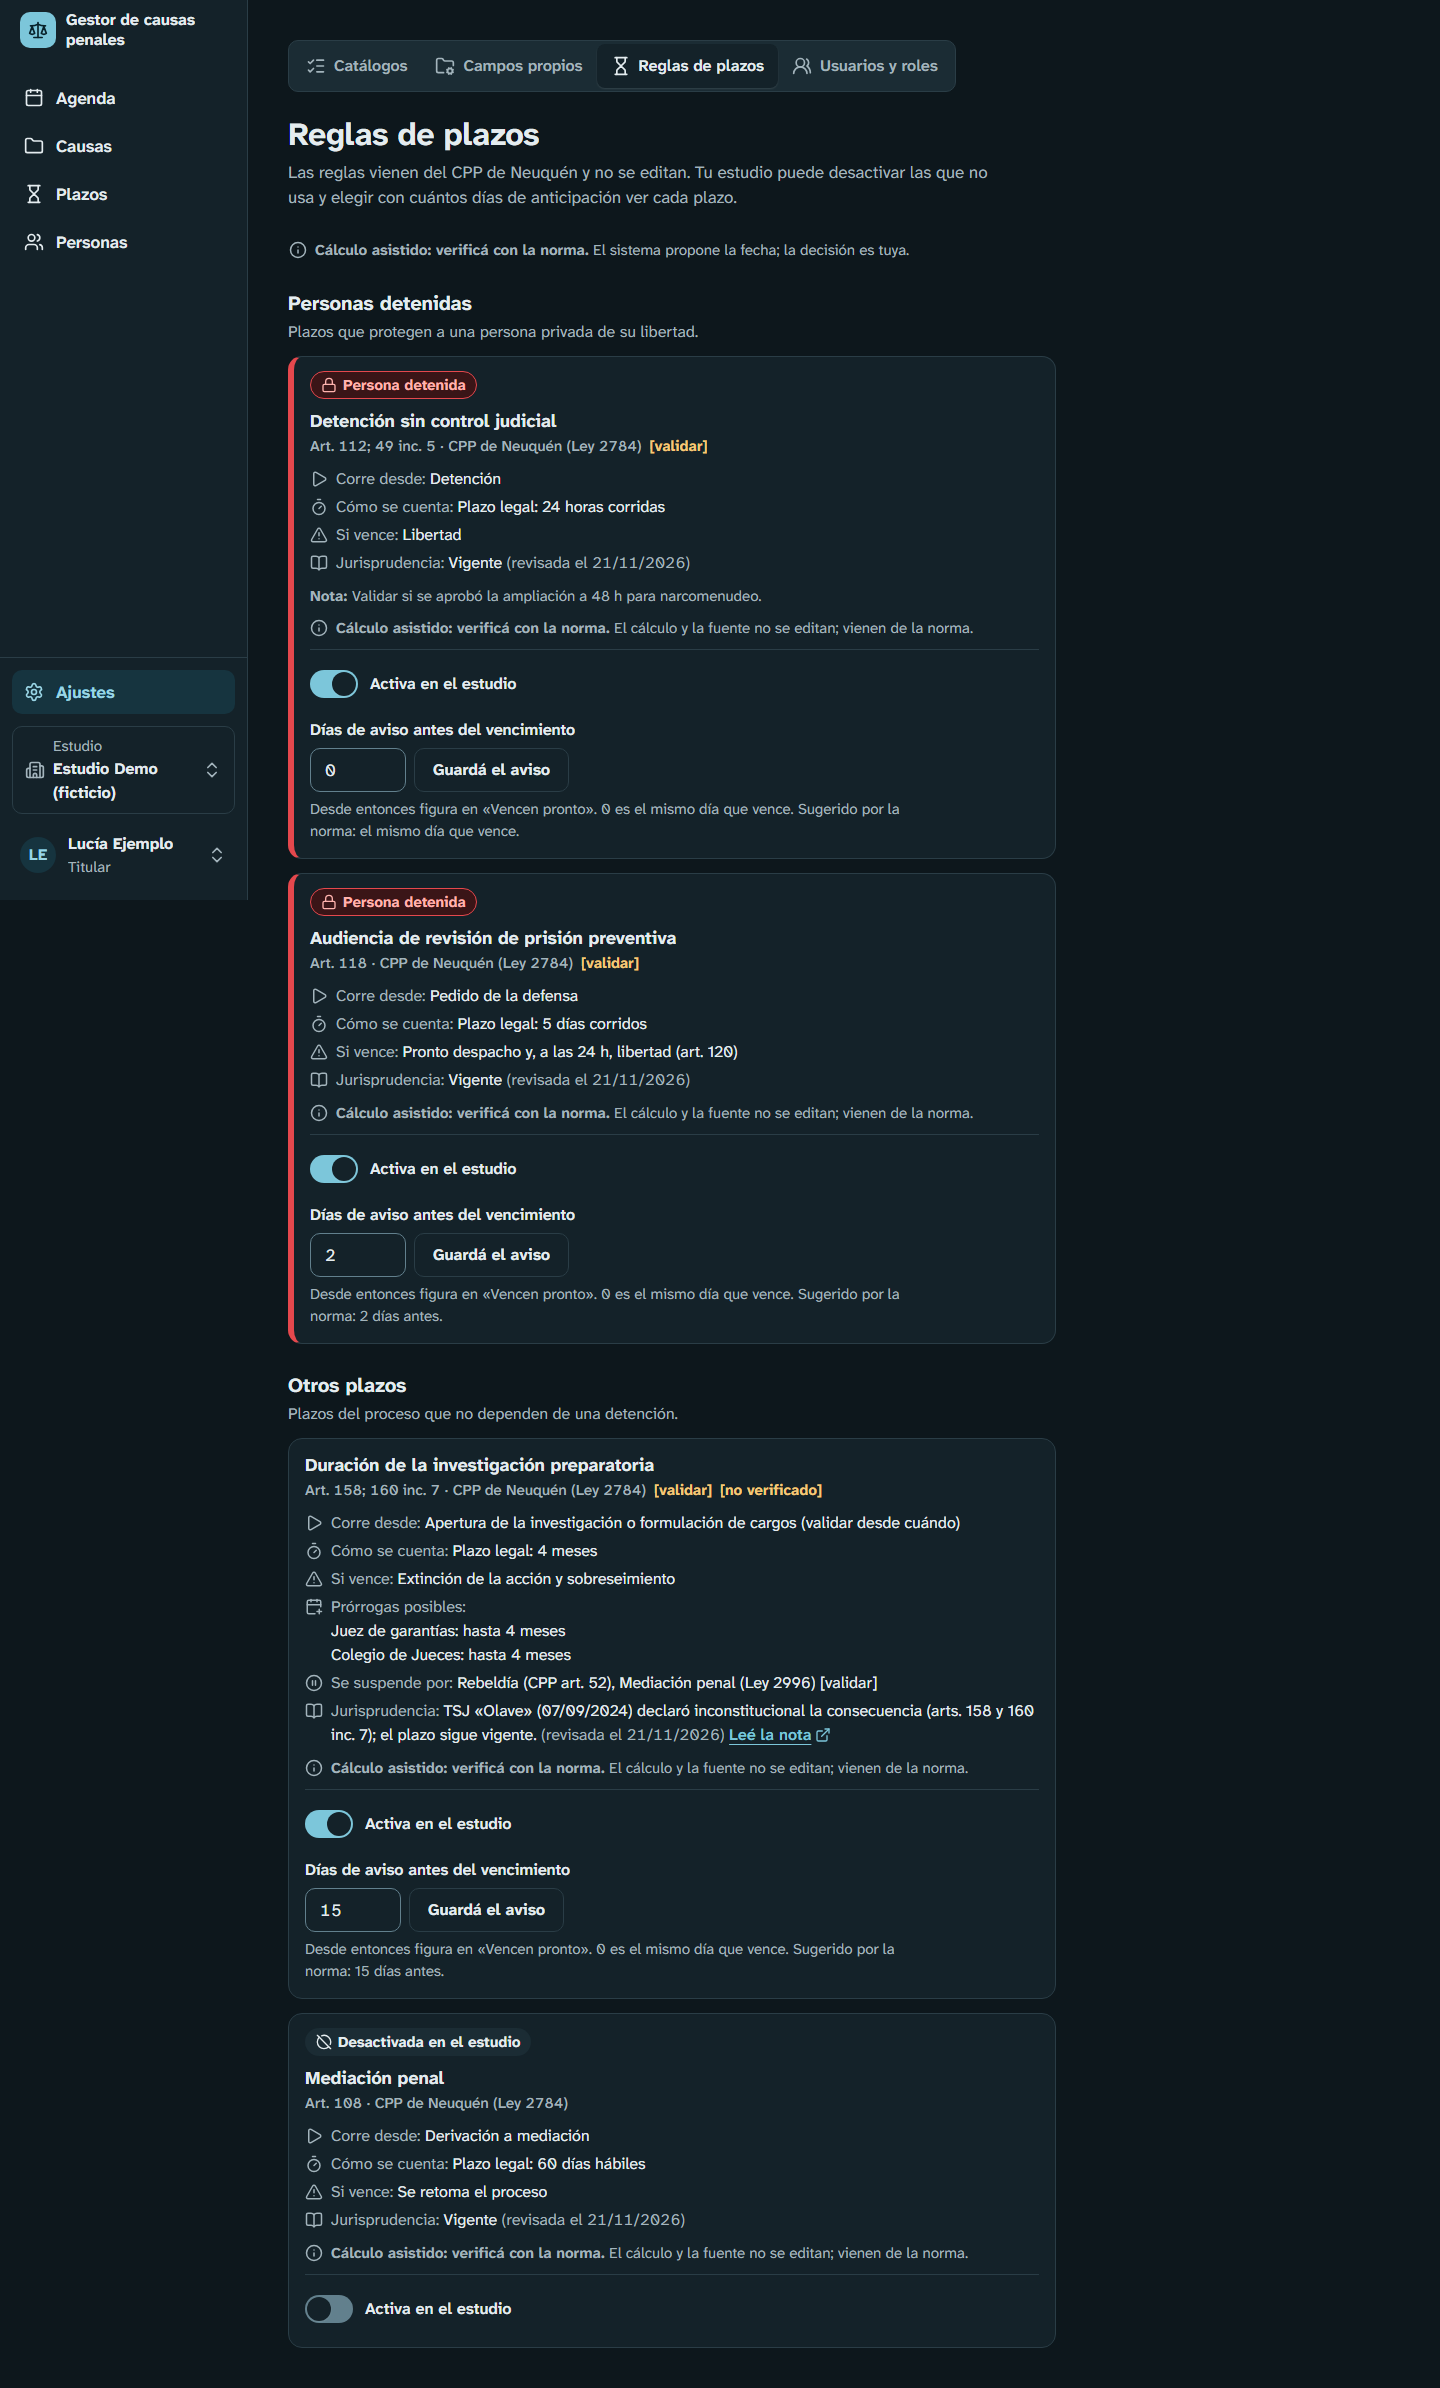 Gestor de causas
penales
Agenda
Causas
Plazos
Personas
Ajustes
Estudio
Estudio Demo
(ficticio)
LE
Lucía Ejemplo
Titular
Catálogos
Campos propios
Reglas de plazos
Usuarios y roles
Reglas de plazos
Las reglas vienen del CPP de Neuquén y no se editan. Tu estudio puede desactivar las que no
usa y elegir con cuántos días de anticipación ver cada plazo.
Cálculo asistido: verificá con la norma. El sistema propone la fecha; la decisión es tuya.
Personas detenidas
Plazos que protegen a una persona privada de su libertad.
Persona detenida
Detención sin control judicial
Art. 112; 49 inc. 5 · CPP de Neuquén (Ley 2784) [validar]
Corre desde: Detención
Cómo se cuenta: Plazo legal: 24 horas corridas
Si vence: Libertad
Jurisprudencia: Vigente (revisada el 21/11/2026)
Nota: Validar si se aprobó la ampliación a 48 h para narcomenudeo.
Cálculo asistido: verificá con la norma. El cálculo y la fuente no se editan; vienen de la norma.
Activa en el estudio
Días de aviso antes del vencimiento
0
Guardá el aviso
Desde entonces figura en «Vencen pronto». 0 es el mismo día que vence. Sugerido por la
norma: el mismo día que vence.
Persona detenida
Audiencia de revisión de prisión preventiva
Art. 118 · CPP de Neuquén (Ley 2784) [validar]
Corre desde: Pedido de la defensa
Cómo se cuenta: Plazo legal: 5 días corridos
Si vence: Pronto despacho y, a las 24 h, libertad (art. 120)
Jurisprudencia: Vigente (revisada el 21/11/2026)
Cálculo asistido: verificá con la norma. El cálculo y la fuente no se editan; vienen de la norma.
Activa en el estudio
Días de aviso antes del vencimiento
2
Guardá el aviso
Desde entonces figura en «Vencen pronto». 0 es el mismo día que vence. Sugerido por la
norma: 2 días antes.
Otros plazos
Plazos del proceso que no dependen de una detención.
Duración de la investigación preparatoria
Art. 158; 160 inc. 7 · CPP de Neuquén (Ley 2784) [validar] [no verificado]
Corre desde: Apertura de la investigación o formulación de cargos (validar desde cuándo)
Cómo se cuenta: Plazo legal: 4 meses
Si vence: Extinción de la acción y sobreseimiento
Prórrogas posibles:
Juez de garantías: hasta 4 meses
Colegio de Jueces: hasta 4 meses
Se suspende por: Rebeldía (CPP art. 52), Mediación penal (Ley 2996) [validar]
Jurisprudencia: TSJ «Olave» (07/09/2024) declaró inconstitucional la consecuencia (arts. 158 y 160
inc. 7); el plazo sigue vigente. (revisada el 21/11/2026) Leé la nota
Cálculo asistido: verificá con la norma. El cálculo y la fuente no se editan; vienen de la norma.
Activa en el estudio
Días de aviso antes del vencimiento
15
Guardá el aviso
Desde entonces figura en «Vencen pronto». 0 es el mismo día que vence. Sugerido por la
norma: 15 días antes.
Desactivada en el estudio
Mediación penal
Art. 108 · CPP de Neuquén (Ley 2784)
Corre desde: Derivación a mediación
Cómo se cuenta: Plazo legal: 60 días hábiles
Si vence: Se retoma el proceso
Jurisprudencia: Vigente (revisada el 21/11/2026)
Cálculo asistido: verificá con la norma. El cálculo y la fuente no se editan; vienen de la norma.
Activa en el estudio